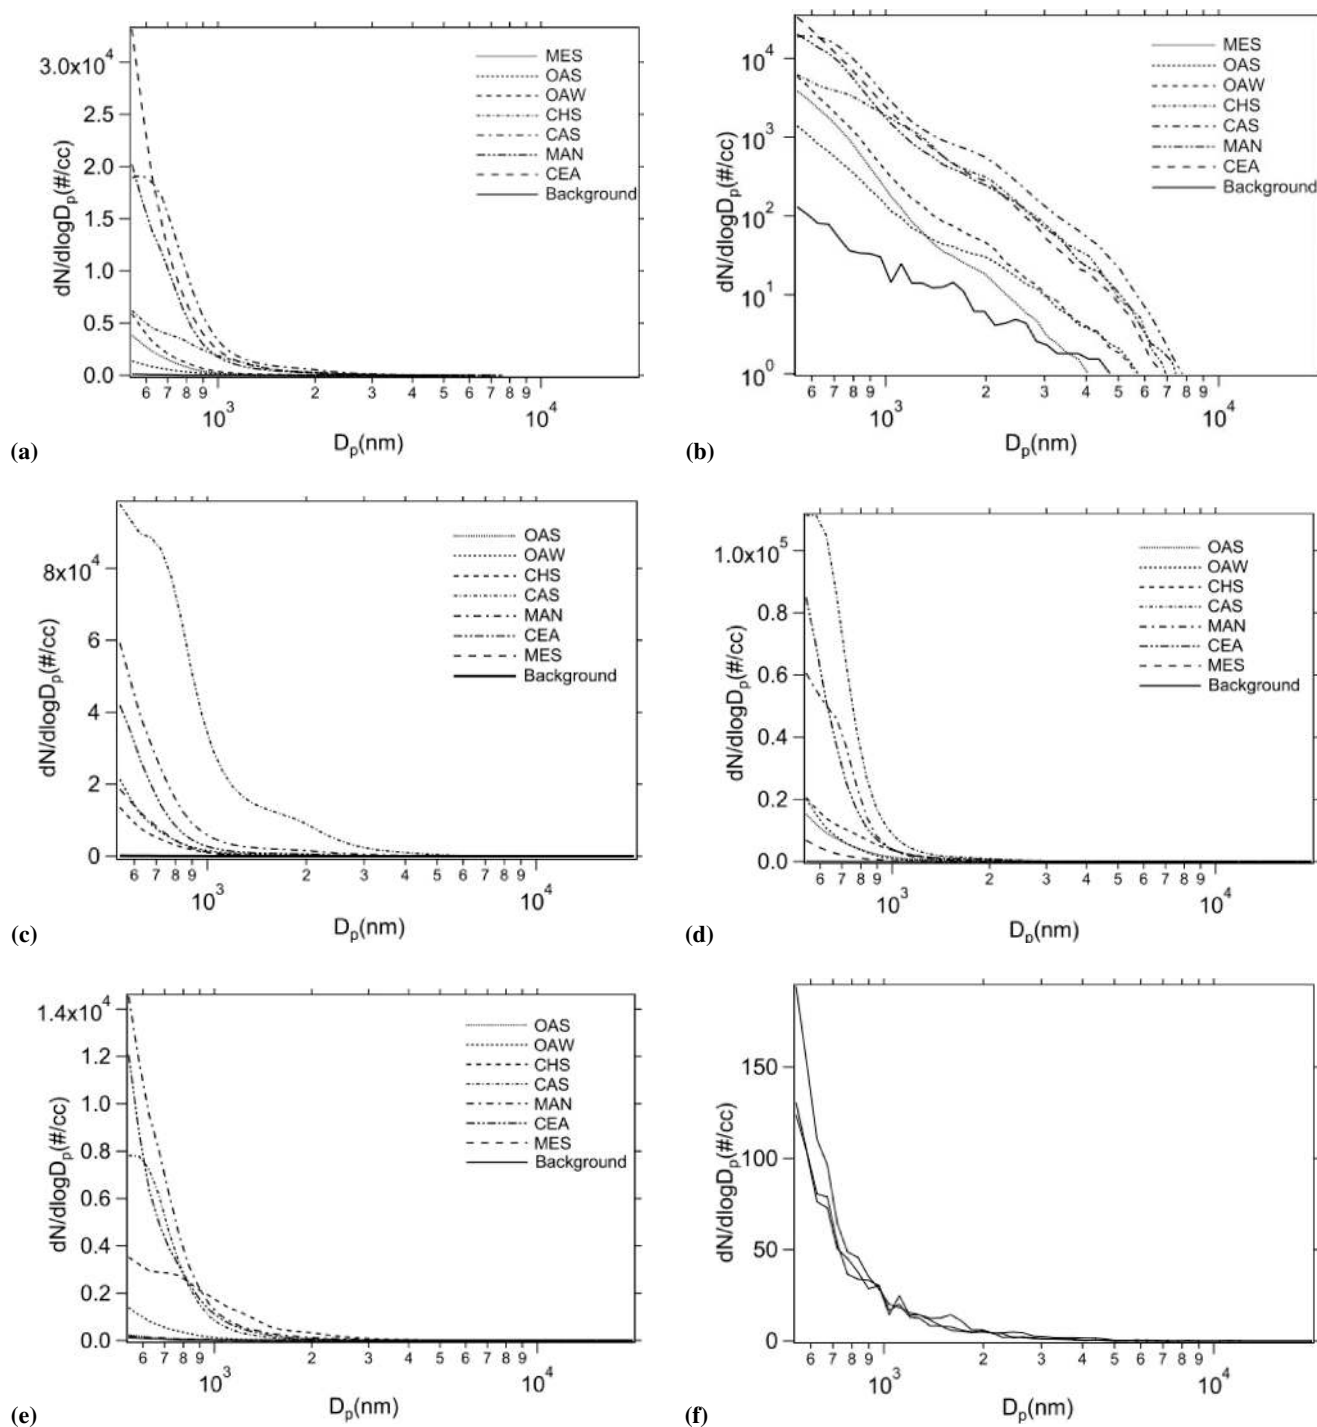 3.0x10⁴
2.5
2.0
1.5
1.0
0.5
0.0
dN/dlogDₚ(#/cc)
MES
OAS
OAW
CHS
CAS
MAN
CEA
Background
6 7 8 9 2 3 4 5 6 7 8 9
10³ 10⁴
Dₚ(nm)
(a)
10⁴
10³
10²
10¹
10⁰
dN/dlogDₚ(#/cc)
MES
OAS
OAW
CHS
CAS
MAN
CEA
Background
6 7 8 9 2 3 4 5 6 7 8 9
10³ 10⁴
Dₚ(nm)
(b)
8x10⁴
6
4
2
0
dN/dlogDₚ(#/cc)
OAS
OAW
CHS
CAS
MAN
CEA
MES
Background
6 7 8 9 2 3 4 5 6 7 8 9
10³ 10⁴
Dₚ(nm)
(c)
1.0x10⁵
0.8
0.6
0.4
0.2
0.0
dN/dlogDₚ(#/cc)
OAS
OAW
CHS
CAS
MAN
CEA
MES
Background
6 7 8 9 2 3 4 5 6 7 8 9
10³ 10⁴
Dₚ(nm)
(d)
1.4x10⁴
1.2
1.0
0.8
0.6
0.4
0.2
0.0
dN/dlogDₚ(#/cc)
OAS
OAW
CHS
CAS
MAN
CEA
MES
Background
6 7 8 9 2 3 4 5 6 7 8 9
10³ 10⁴
Dₚ(nm)
(e)
150
100
50
0
dN/dlogDₚ(#/cc)
6 7 8 9 2 3 4 5 6 7 8 9
10³ 10⁴
Dₚ(nm)
(f)